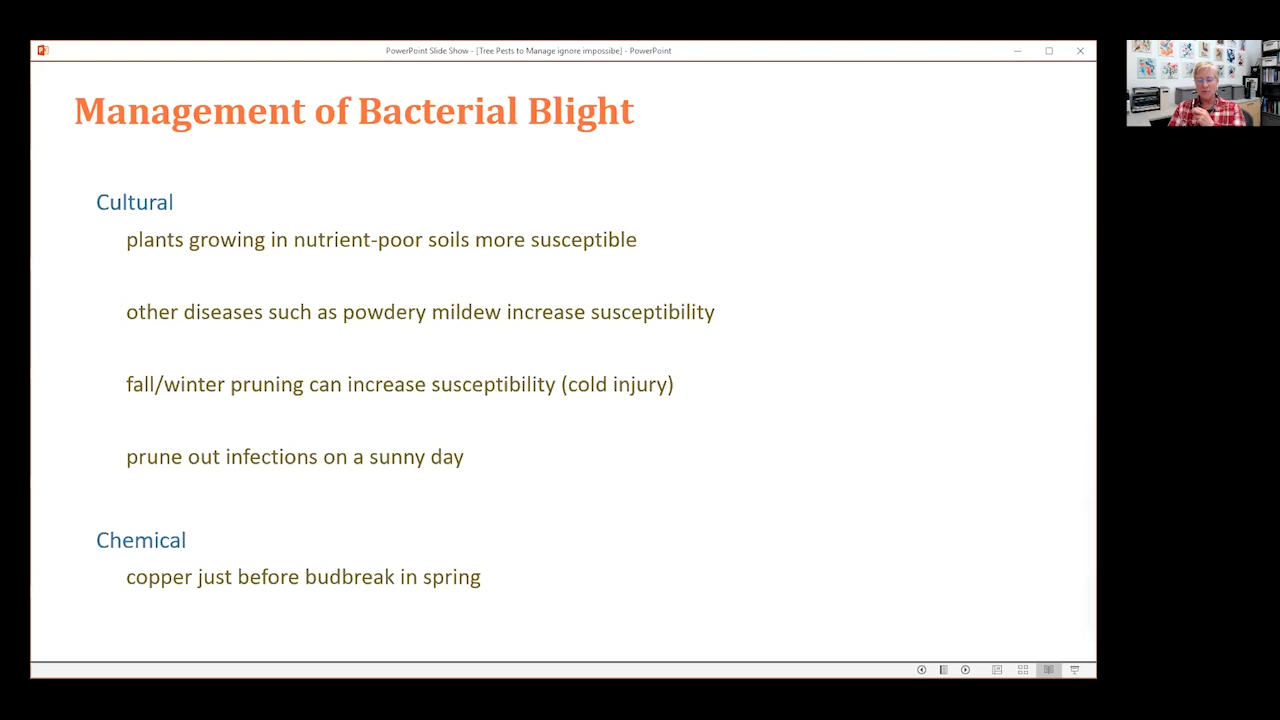 PowerPoint Slide Show - [Tree Pests to Manage ignore impossibe] - PowerPoint
Management of Bacterial Blight
Cultural
plants growing in nutrient-poor soils more susceptible
other diseases such as powdery mildew increase susceptibility
fall/winter pruning can increase susceptibility (cold injury)
prune out infections on a sunny day
Chemical
copper just before budbreak in spring